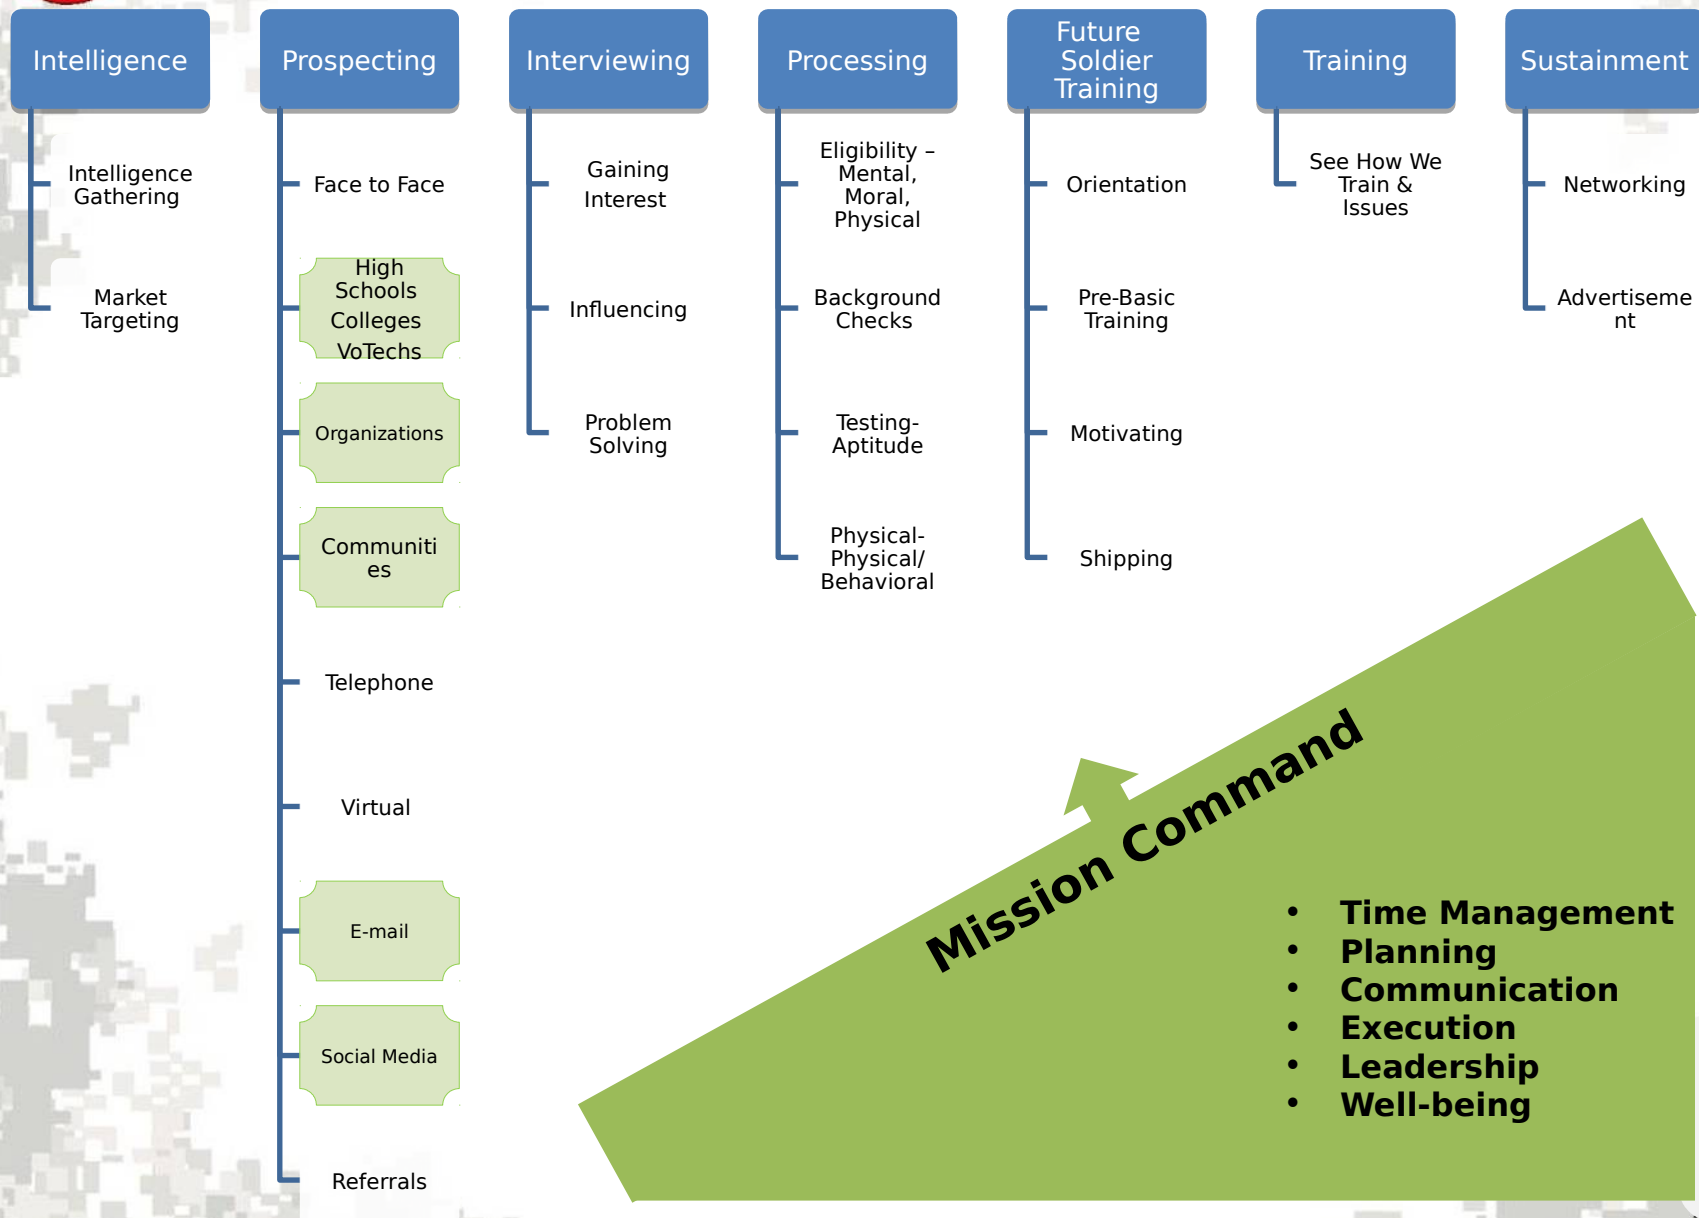 Intelligence
Intelligence
Gathering
Market
Targeting
Prospecting
Face to Face
High
Schools
Colleges
VoTechs
Organizations
Communiti
es
Telephone
Virtual
E-mail
Social Media
Referrals
Interviewing
Gaining
Interest
Influencing
Problem
Solving
Processing
Eligibility –
Mental,
Moral,
Physical
Background
Checks
Testing-
Aptitude
Physical-
Physical/
Behavioral
Future
Soldier
Training
Orientation
Pre-Basic
Training
Motivating
Shipping
Training
See How We
Train &
Issues
Sustainment
Networking
Advertiseme
nt
Mission Command
• Time Management
• Planning
• Communication
• Execution
• Leadership
• Well-being